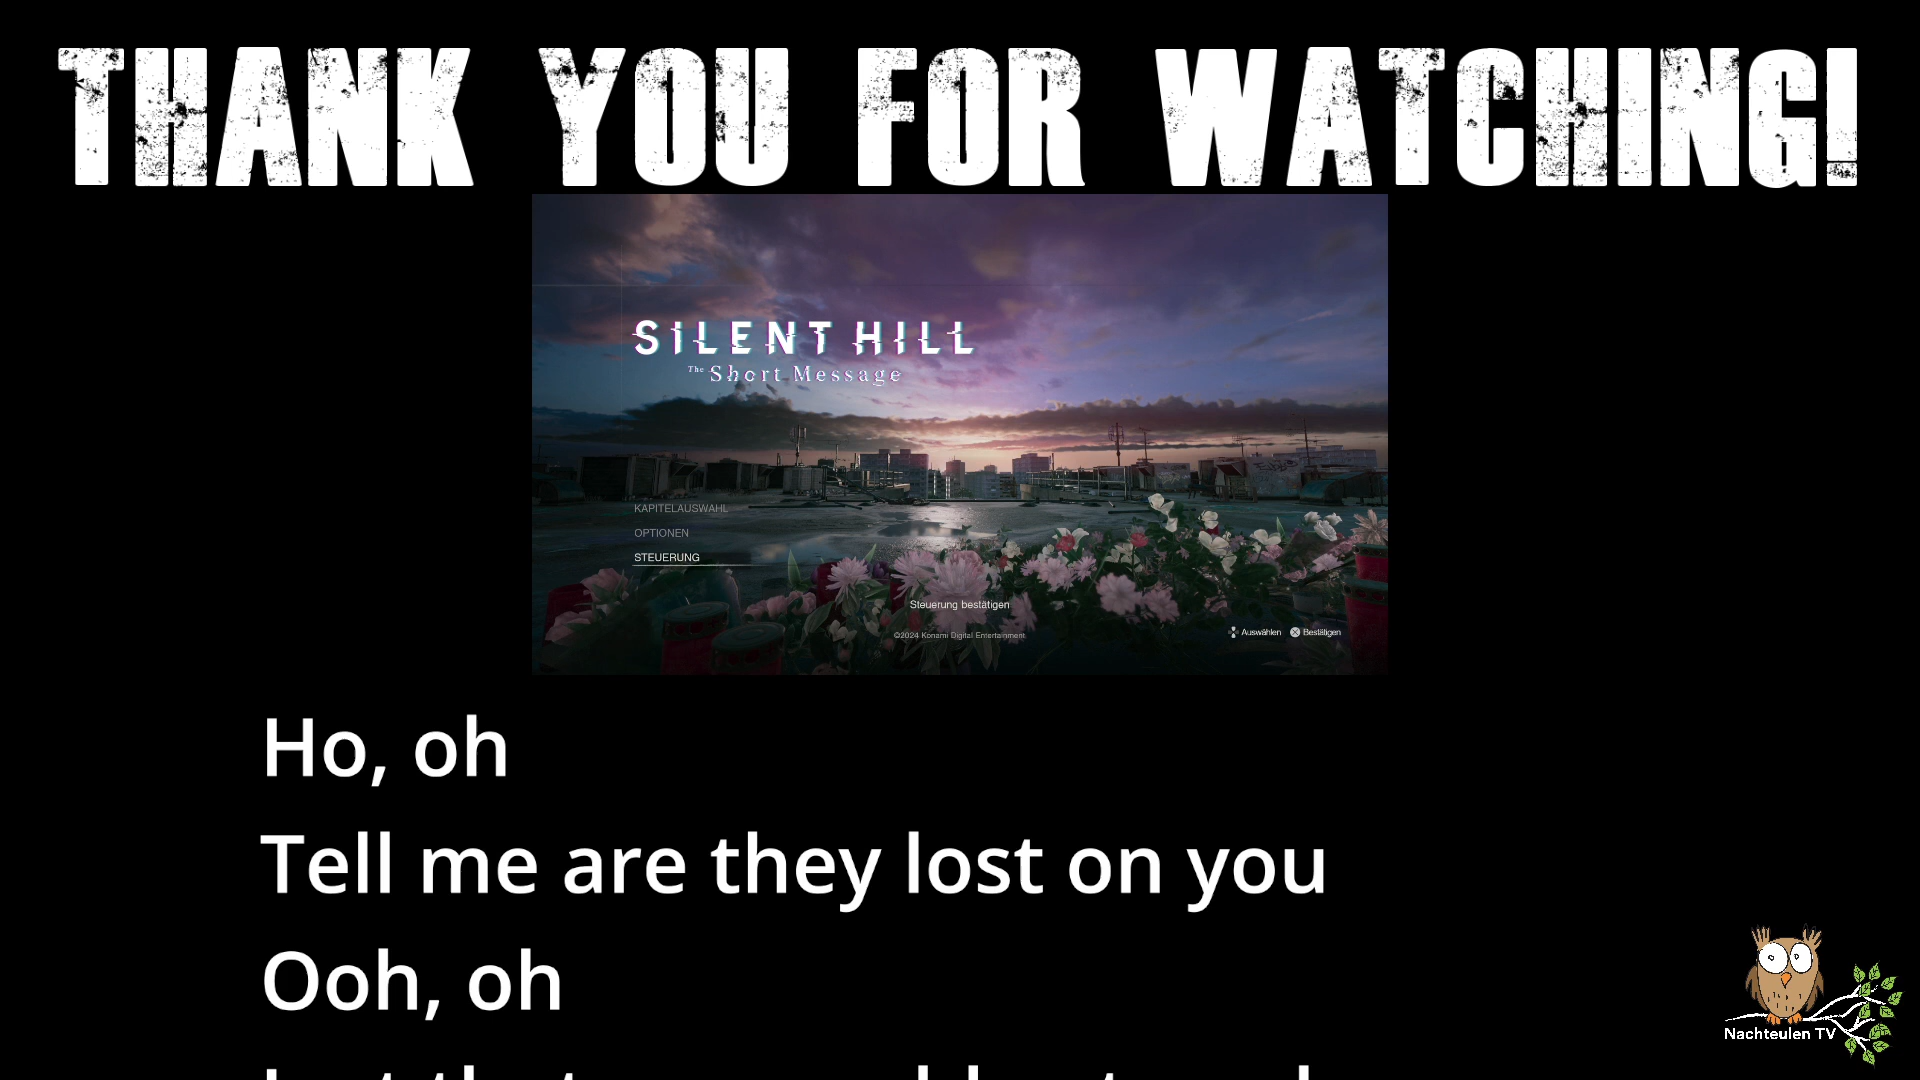 THANK YOU FOR WATCHING!
SILENT HILL
The Short Message
KAPITELAUSWAHL
OPTIONEN
STEUERUNG
Steuerung bestätigen
©2024 Konami Digital Entertainment.
Auswählen Bestätigen
Ho, oh
Tell me are they lost on you
Ooh, oh
Nachteulen TV